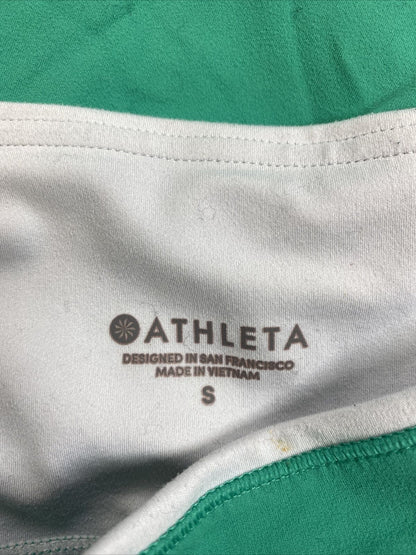 ATHLETA
DESIGNED IN SAN FRANCISCO
MADE IN VIETNAM
S